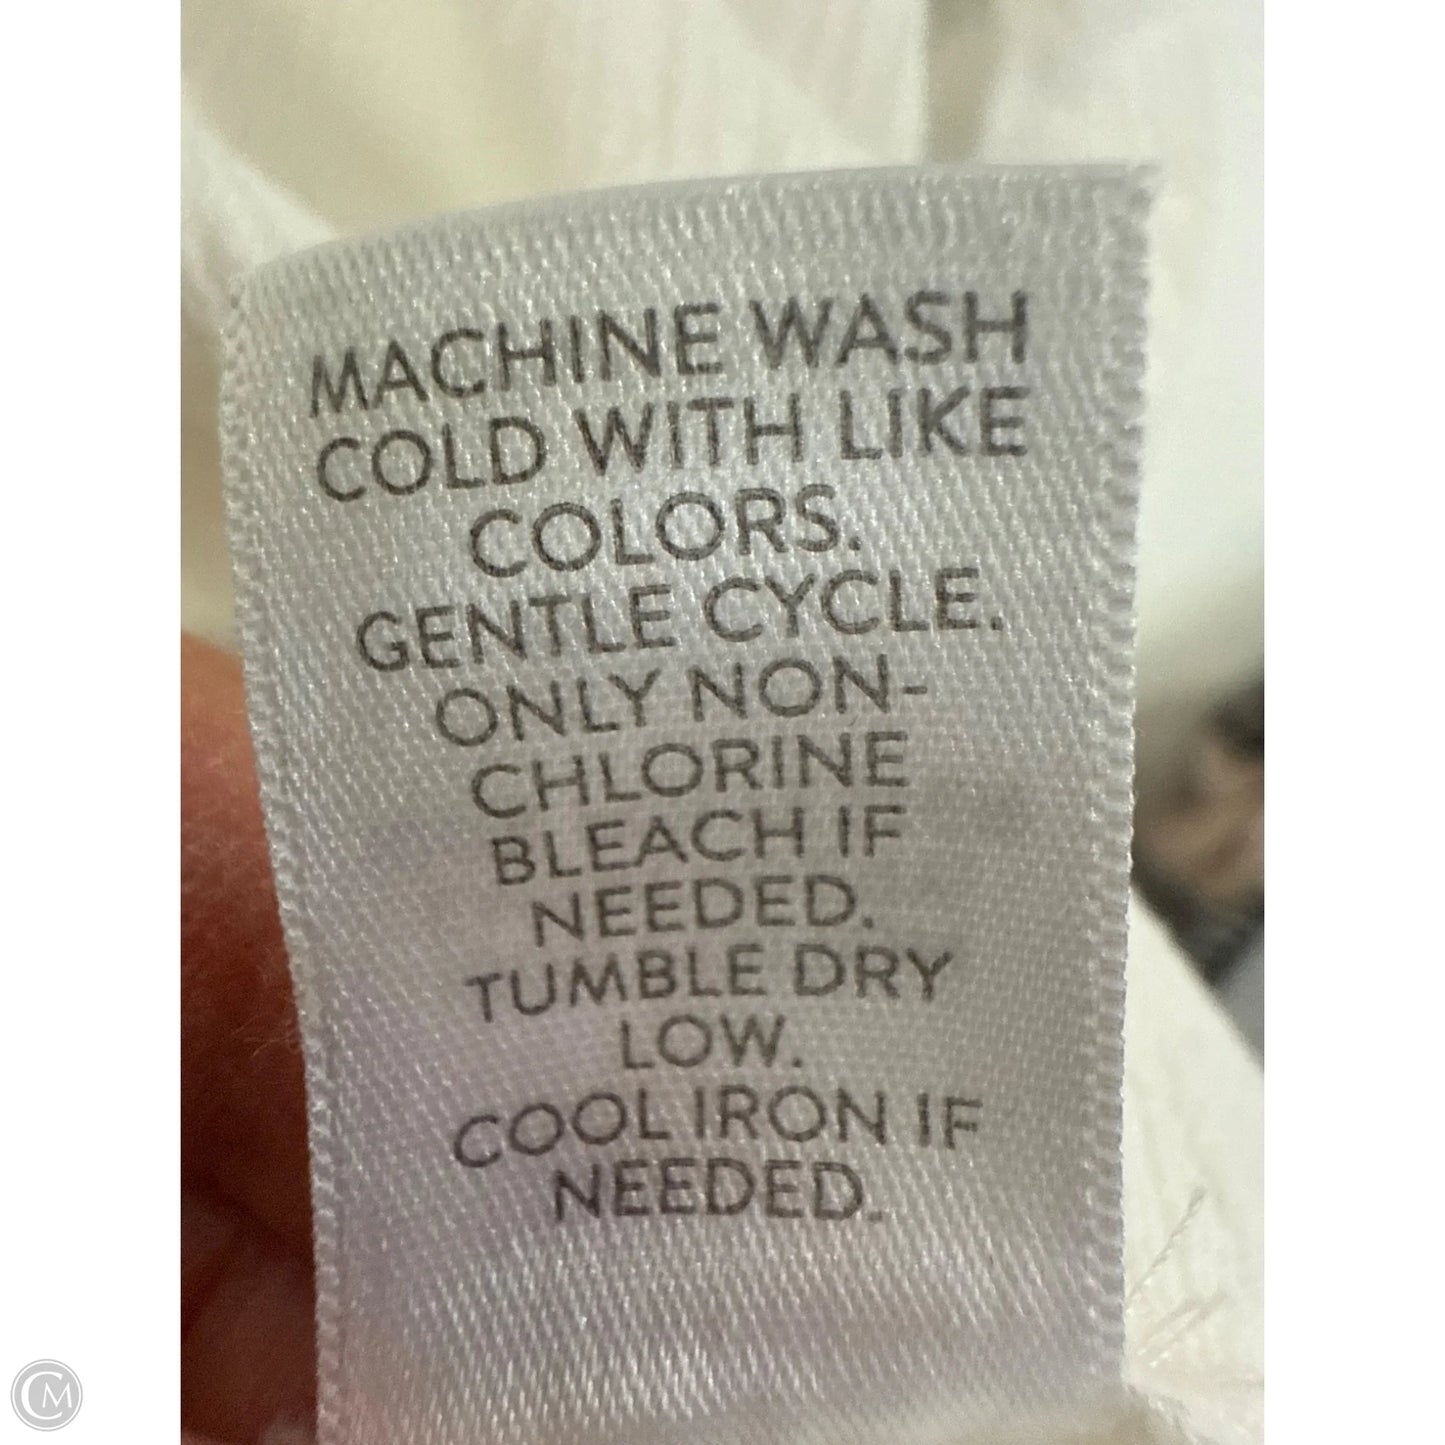 MACHINE WASH
COLD WITH LIKE
COLORS.
GENTLE CYCLE.
ONLY NON-
CHLORINE
BLEACH IF
NEEDED.
TUMBLE DRY
LOW.
COOL IRON IF
NEEDED.
CM